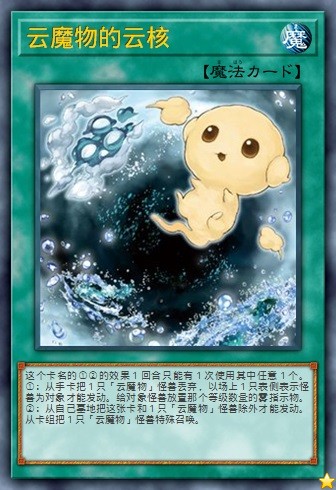 云魔物的云核
魔
【魔法カード】
这个卡名的①②的效果1回合只能有1次使用其中任意1个。
①：从手卡把1只「云魔物」怪兽丢弃，以场上1只表侧表示怪
兽为对象才能发动。给对象怪兽放置那个等级数量的雾指示物。
②：从自己墓地把这张卡和1只「云魔物」怪兽除外才能发动。
从卡组把1只「云魔物」怪兽特殊召唤。